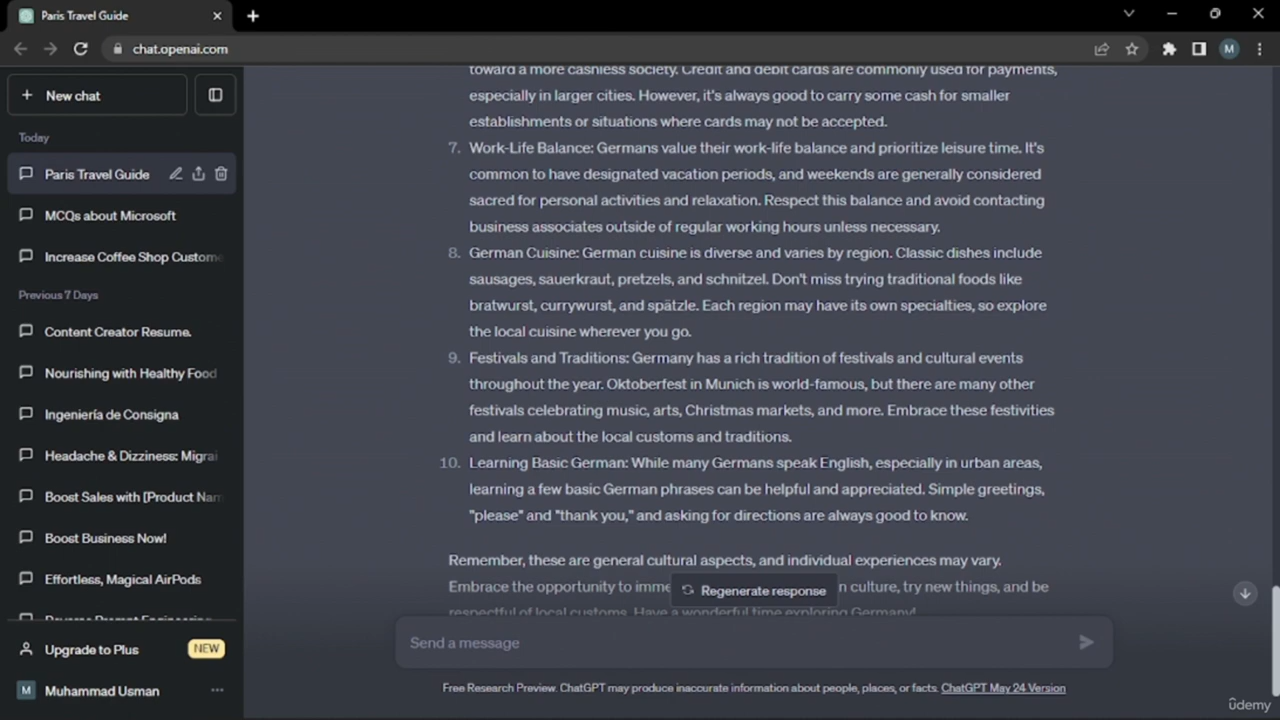 Paris Travel Guide
chat.openai.com
M
New chat
Today
Paris Travel Guide
MCQs about Microsoft
Increase Coffee Shop Custome
Previous 7 Days
Content Creator Resume.
Nourishing with Healthy Food
Ingeniería de Consigna
Headache & Dizziness: Migrai
Boost Sales with [Product Nam
Boost Business Now!
Effortless, Magical AirPods
Reverse Prompt Engineering
Upgrade to Plus NEW
M Muhammad Usman
toward a more cashless society. Credit and debit cards are commonly used for payments,
especially in larger cities. However, it's always good to carry some cash for smaller
establishments or situations where cards may not be accepted.
7. Work-Life Balance: Germans value their work-life balance and prioritize leisure time. It's
common to have designated vacation periods, and weekends are generally considered
sacred for personal activities and relaxation. Respect this balance and avoid contacting
business associates outside of regular working hours unless necessary.
8. German Cuisine: German cuisine is diverse and varies by region. Classic dishes include
sausages, sauerkraut, pretzels, and schnitzel. Don't miss trying traditional foods like
bratwurst, currywurst, and spätzle. Each region may have its own specialties, so explore
the local cuisine wherever you go.
9. Festivals and Traditions: Germany has a rich tradition of festivals and cultural events
throughout the year. Oktoberfest in Munich is world-famous, but there are many other
festivals celebrating music, arts, Christmas markets, and more. Embrace these festivities
and learn about the local customs and traditions.
10. Learning Basic German: While many Germans speak English, especially in urban areas,
learning a few basic German phrases can be helpful and appreciated. Simple greetings,
"please" and "thank you," and asking for directions are always good to know.
Remember, these are general cultural aspects, and individual experiences may vary.
Embrace the opportunity to imme n culture, try new things, and be
Regenerate response
respectful of local customs. Have a wonderful time exploring Germany!
Send a message
Free Research Preview. ChatGPT may produce inaccurate information about people, places, or facts. ChatGPT May 24 Version
ûdemy